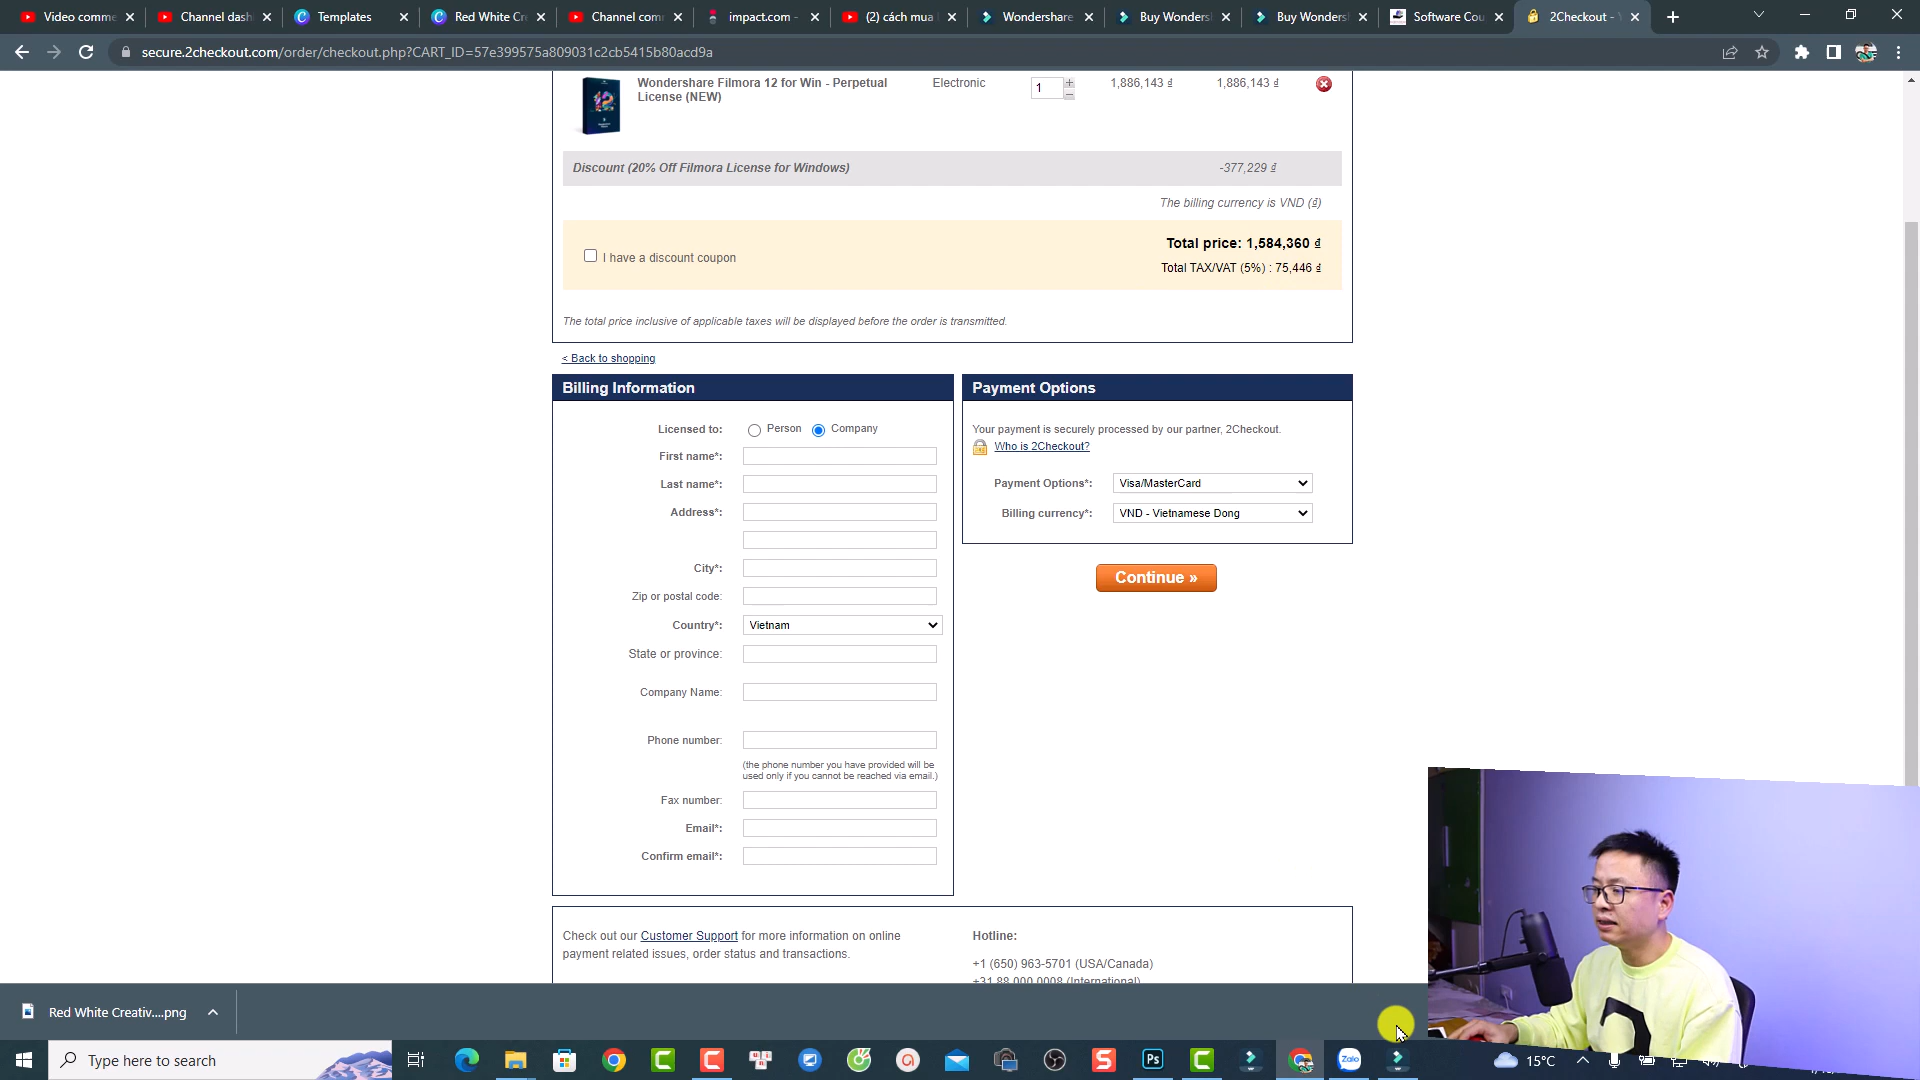 Video comme
Channel dash
Templates
Red White Cre
Channel com
impact.com -
(2) cách mua
Wondershare
Buy Wonders
Buy Wonders
Software Cou
2Checkout - Y
secure.2checkout.com/order/checkout.php?CART_ID=57e399575a809031c2cb5415b80acd9a
Wondershare Filmora 12 for Win - Perpetual License (NEW)
Electronic
1
1,886,143 ₫
1,886,143 ₫
Discount (20% Off Filmora License for Windows)
-377,229 ₫
The billing currency is VND (₫)
I have a discount coupon
Total price: 1,584,360 ₫
Total TAX/VAT (5%) : 75,446 ₫
The total price inclusive of applicable taxes will be displayed before the order is transmitted.
< Back to shopping
Billing Information
Licensed to:
Person
Company
First name*:
Last name*:
Address*:
City*:
Zip or postal code:
Country*:
Vietnam
State or province:
Company Name:
Phone number:
(the phone number you have provided will be
used only if you cannot be reached via email.)
Fax number:
Email*:
Confirm email*:
Payment Options
Your payment is securely processed by our partner, 2Checkout.
Who is 2Checkout?
Payment Options*:
Visa/MasterCard
Billing currency*:
VND - Vietnamese Dong
Continue »
Check out our Customer Support for more information on online
payment related issues, order status and transactions.
Hotline:
+1 (650) 963-5701 (USA/Canada)
+31 88 000 0008 (International)
Red White Creativ....png
Type here to search
Ps
Zalo
15°C